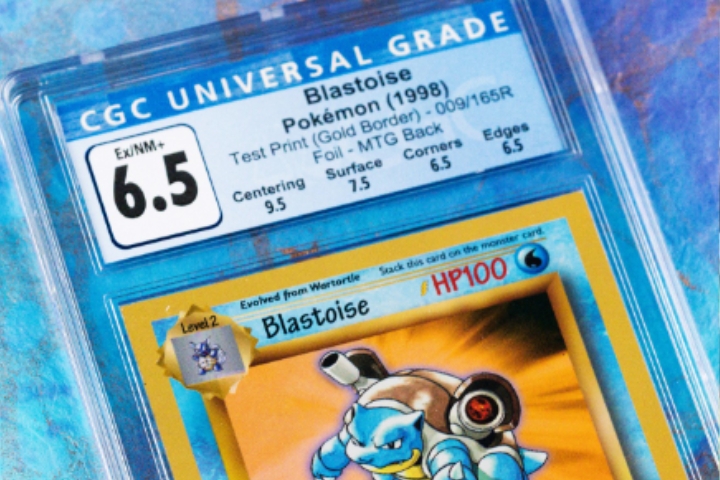 CGC UNIVERSAL GRADE
Ex/NM+
6.5
Blastoise
Pokémon (1998)
Test Print (Gold Border) - 009/165R
Foil - MTG Back
Centering Surface Corners Edges
9.5 7.5 6.5 6.5
Evolved from Wartortle Stack this card on the monster card.
Level 2 Blastoise HP100